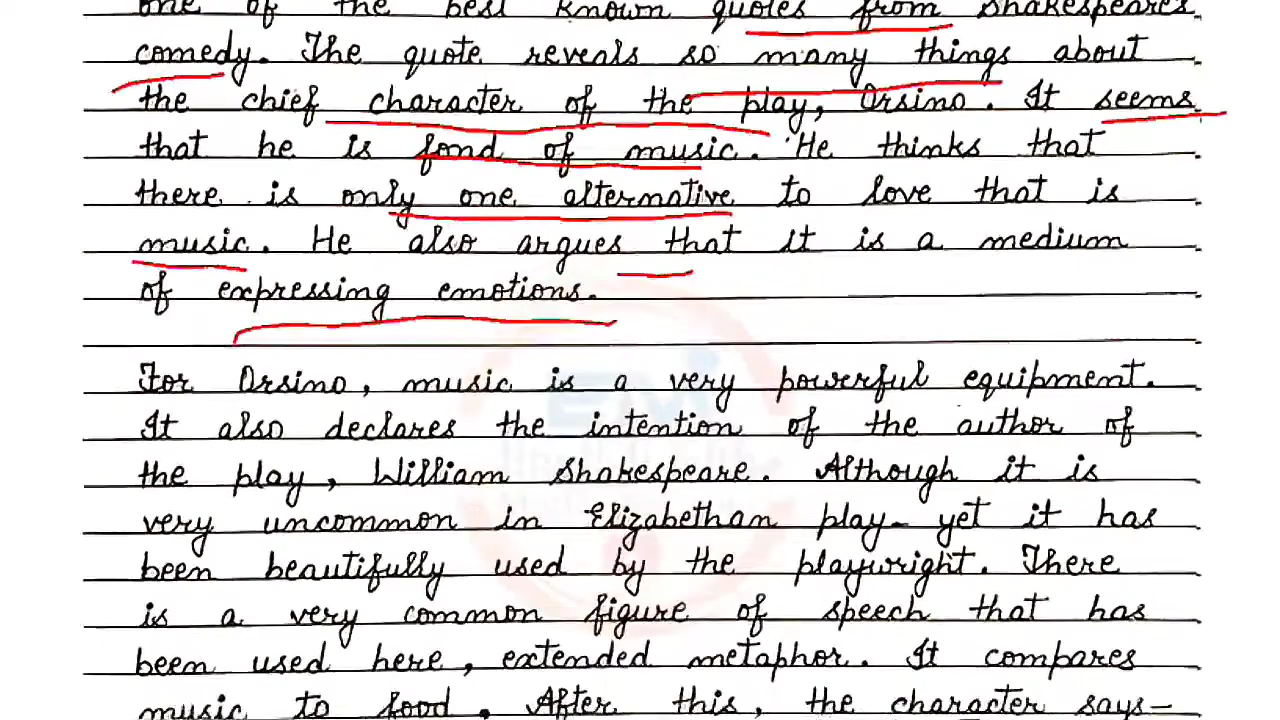 one of the best known quotes from Shakespeare's
comedy. The quote reveals so many things about
the chief character of the play, Orsino. It seems
that he is fond of music. He thinks that
there is only one alternative to love that is
music. He also argues that it is a medium
of expressing emotions.
For Orsino, music is a very powerful equipment.
It also declares the intention of the author of
the play, William Shakespeare. Although it is
very uncommon in Elizabethan play- yet it has
been beautifully used by the playwright. There
is a very common figure of speech that has
been used here, extended metaphor. It compares
music to food. After this, the character says-